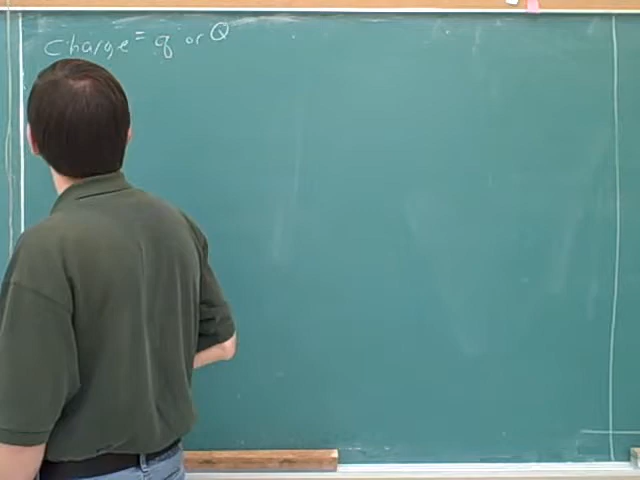 Charge = q or Q